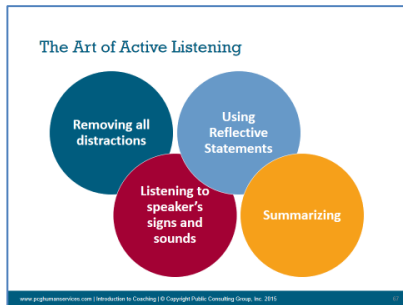 The Art of Active Listening
Removing all
distractions
Using
Reflective
Statements
Listening to
speaker's
signs and
sounds
Summarizing
www.pcghumanservices.com | Introduction to Coaching | © Copyright Public Consulting Group, Inc. 2015
67